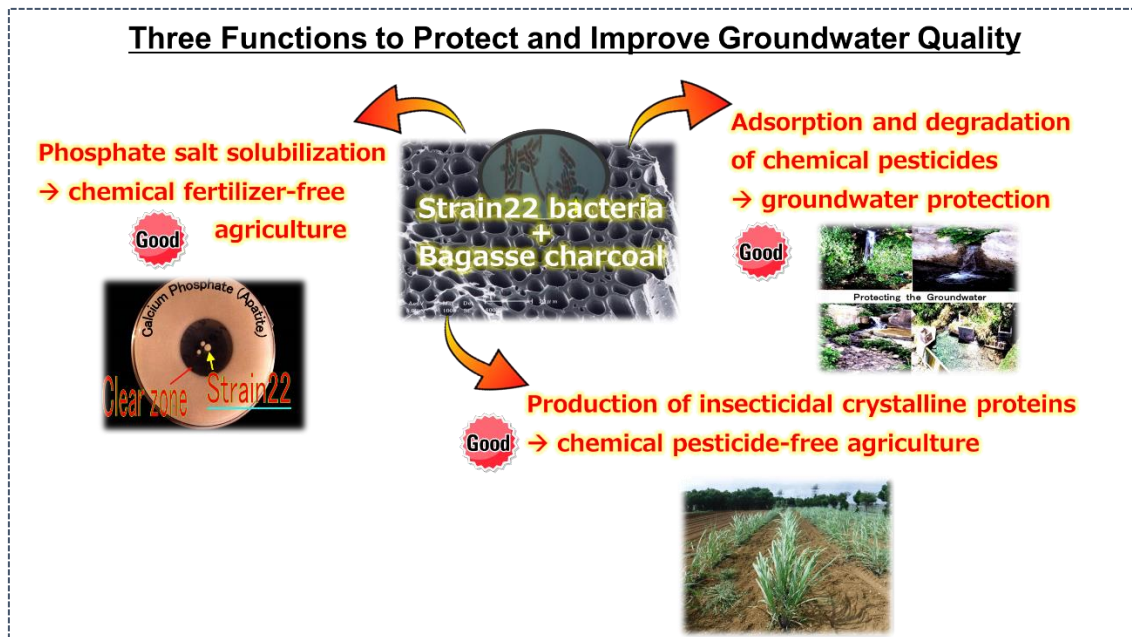 Three Functions to Protect and Improve Groundwater Quality
Phosphate salt solubilization
→ chemical fertilizer-free
agriculture
Good
Calcium Phosphate (Apatite)
Clear zone
Strain22
Strain22 bacteria
+
Bagasse charcoal
Adsorption and degradation
of chemical pesticides
→ groundwater protection
Good
Protecting the Groundwater
Production of insecticidal crystalline proteins
Good
→ chemical pesticide-free agriculture